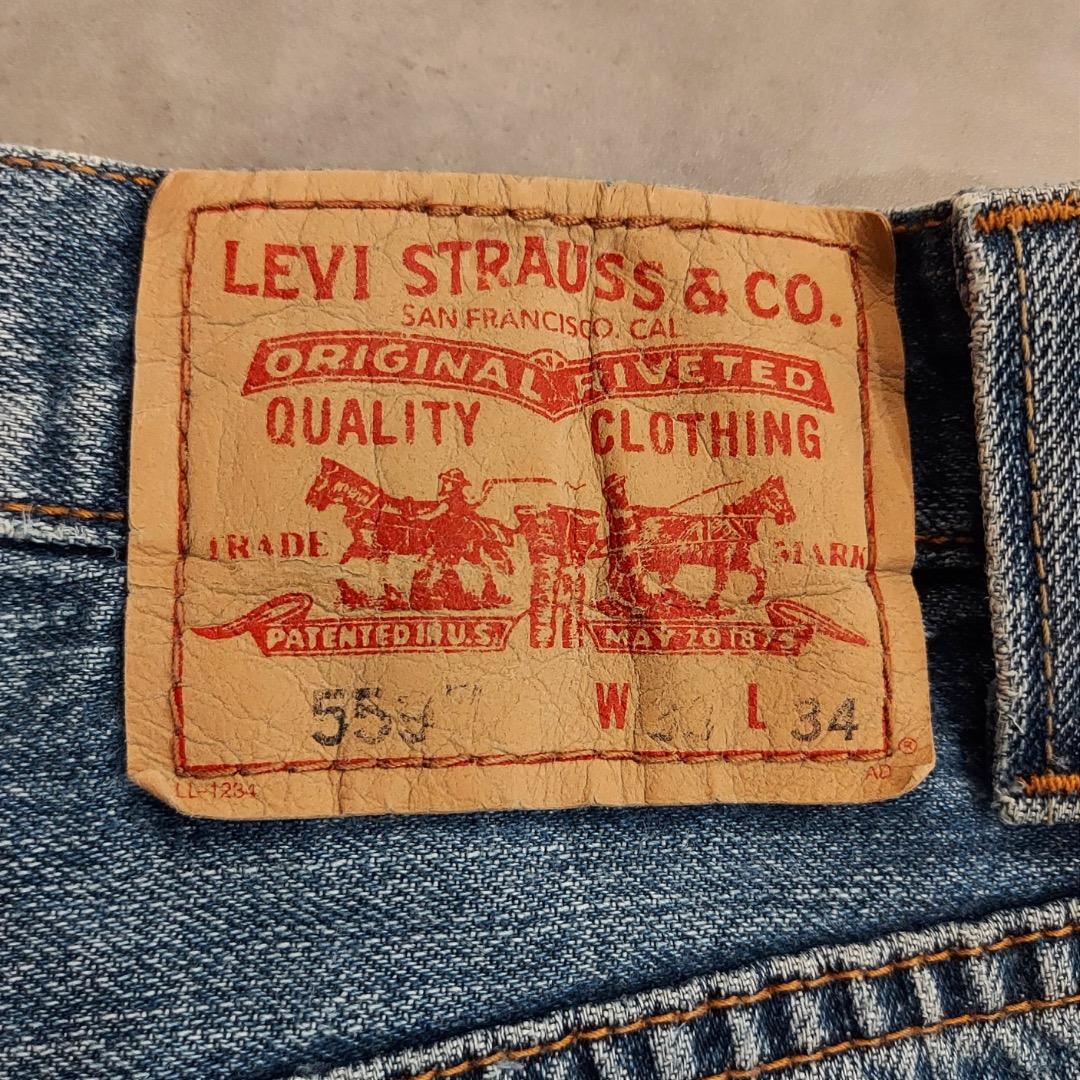 LEVI STRAUSS & CO.
SAN FRANCISCO, CAL
ORIGINAL RIVETED
QUALITY CLOTHING
TRADE MARK
PATENTED IN U.S. MAY 20 1873
559 W L 34
®
LL-1234 AD